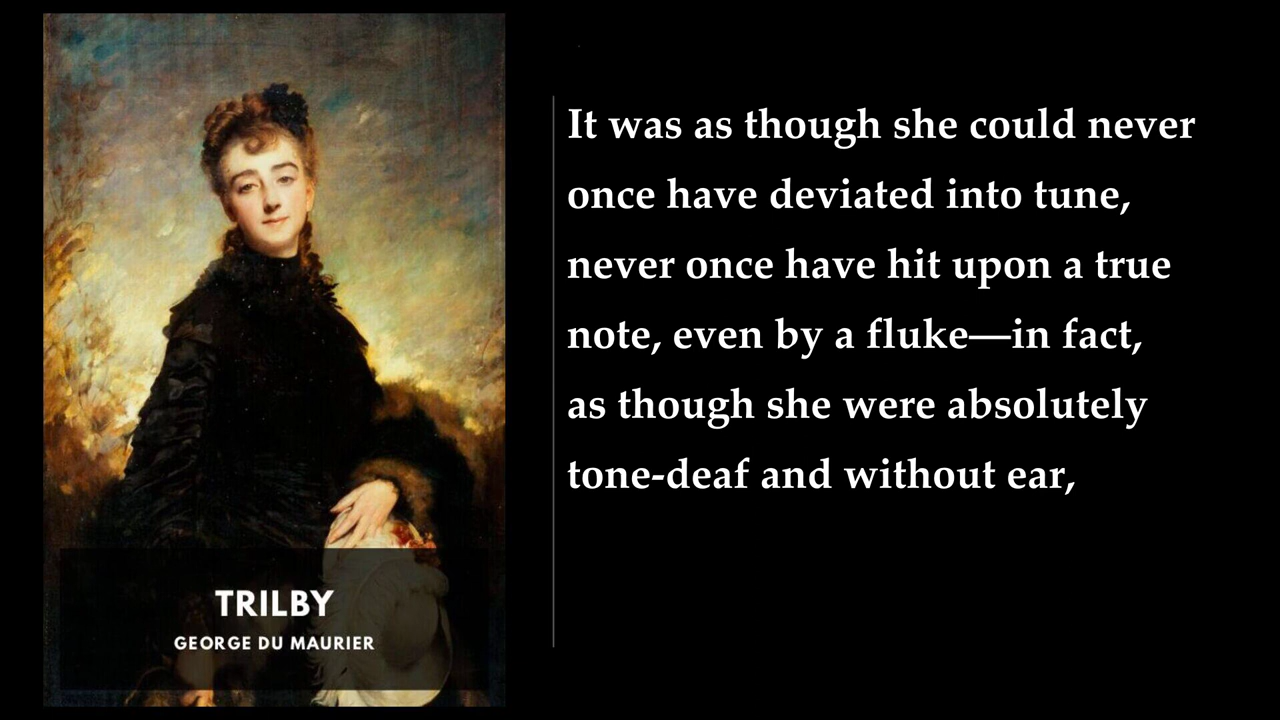 It was as though she could never
once have deviated into tune,
never once have hit upon a true
note, even by a fluke—in fact,
as though she were absolutely
tone-deaf and without ear,
TRILBY
GEORGE DU MAURIER